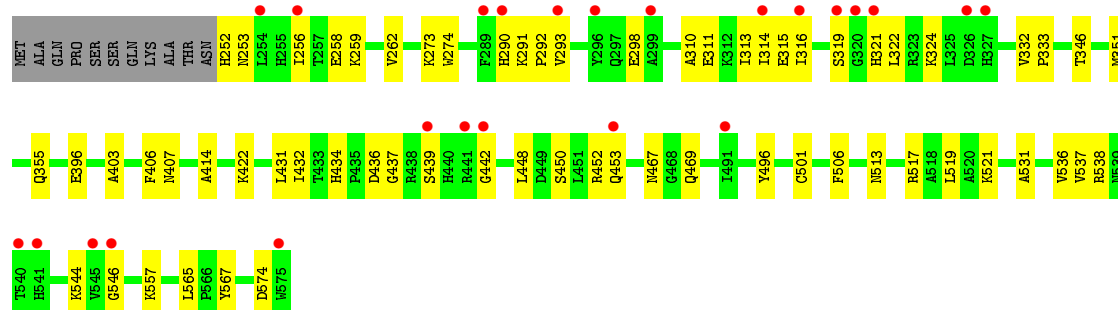 MET ALA GLN PRO SER SER GLN LYS ALA THR ASN H252 N253 L254 H255 I256 T257 E258 K259 V262 K273 W274 F289 H290 K291 P292 V293 Y296 Q297 E298 A299 A310 E311 K312 I313 I314 E315 I316 S319 G320 H321 L322 R323 K324 L325 D326 H327 V332 P333 T346 M351
Q355 E396 A403 F406 N407 A414 K422 L431 I432 T433 H434 P435 D436 G437 R438 S439 H440 R441 G442 L448 D449 S450 L451 R452 Q453 N467 G468 Q469 I491 Y496 C501 F506 N513 R517 A518 L519 A520 K521 A531 V536 V537 R538 N539
T540 H541 K544 V545 G546 K557 L565 P566 Y567 D574 W575